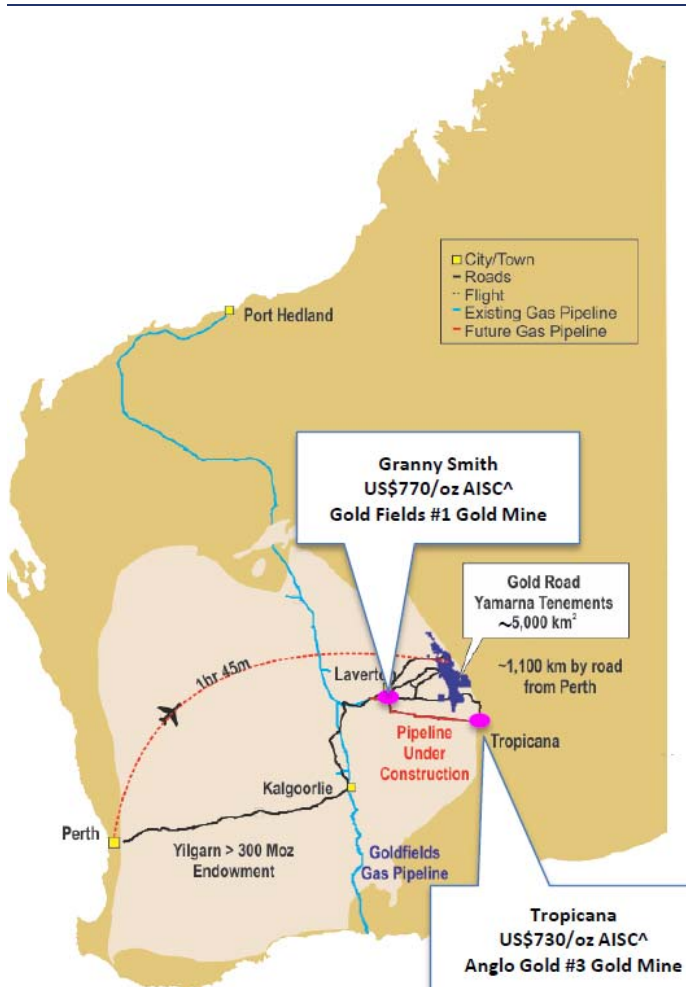 City/Town
Roads
Flight
Existing Gas Pipeline
Future Gas Pipeline
Port Hedland
Granny Smith
US$770/oz AISC^
Gold Fields #1 Gold Mine
Gold Road
Yamarna Tenements
~5,000 km²
~1,100 km by road
from Perth
1hr 45m
Laverto
Pipeline
Under
Construction
Tropicana
Kalgoorlie
Perth
Yilgarn > 300 Moz
Endowment
Goldfields
Gas Pipeline
Tropicana
US$730/oz AISC^
Anglo Gold #3 Gold Mine